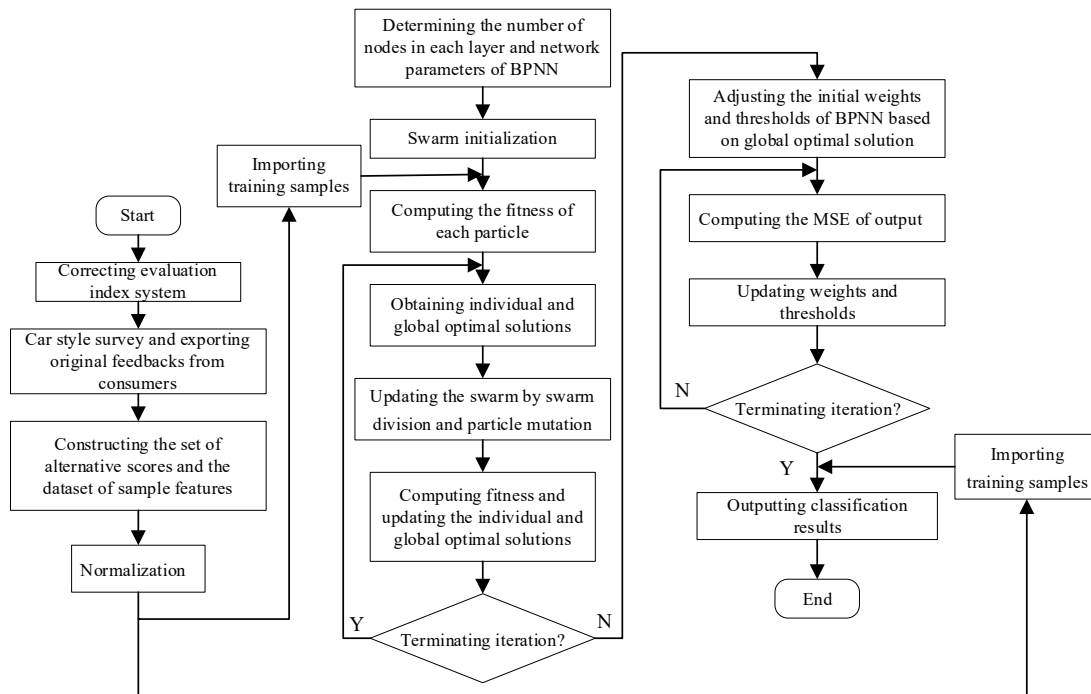 Start
Correcting evaluation
index system
Car style survey and exporting
original feedbacks from
consumers
Constructing the set of
alternative scores and the
dataset of sample features
Normalization
Importing
training samples
Determining the number of
nodes in each layer and network
parameters of BPNN
Swarm initialization
Computing the fitness of
each particle
Obtaining individual and
global optimal solutions
Updating the swarm by swarm
division and particle mutation
Computing fitness and
updating the individual and
global optimal solutions
Y
Terminating iteration?
N
Adjusting the initial weights
and thresholds of BPNN based
on global optimal solution
Computing the MSE of output
Updating weights and
thresholds
N
Terminating iteration?
Y
Importing
training samples
Outputting classification
results
End